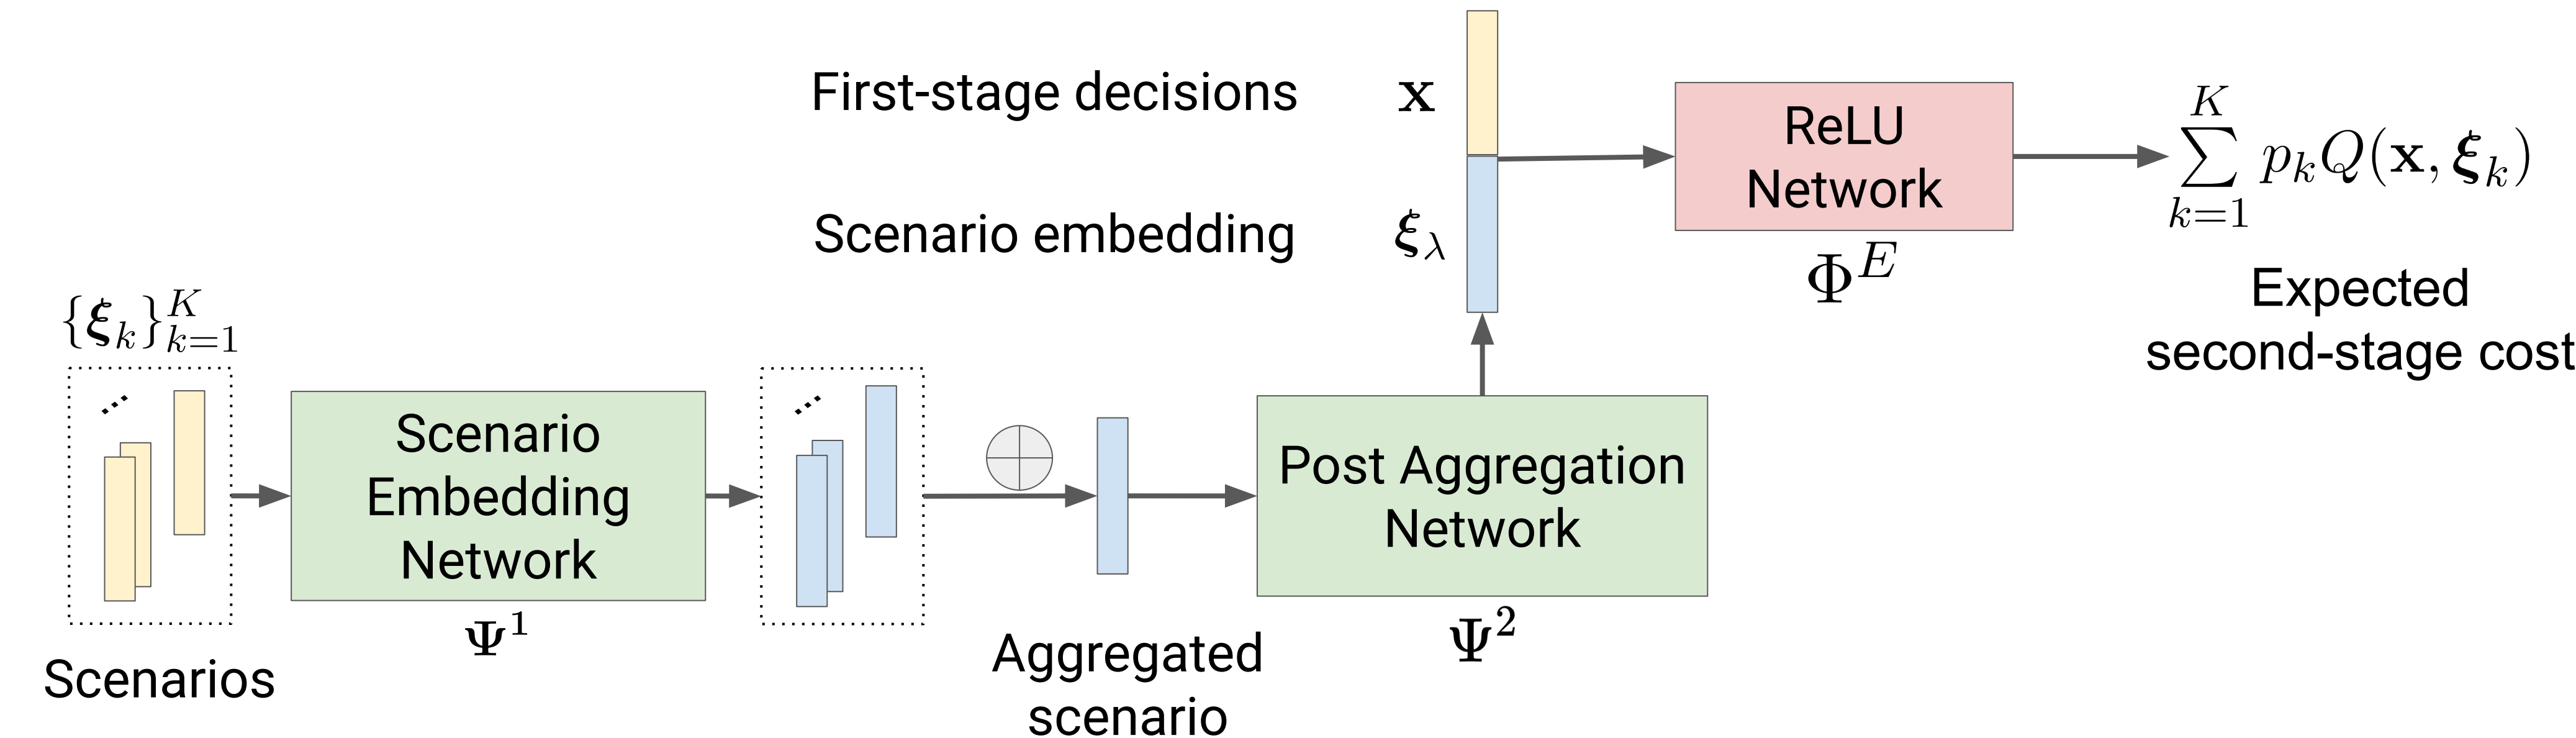 First-stage decisions
x
Scenario embedding
ξ_λ
ReLU
Network
Φ^E
∑_{k=1}^{K} p_k Q(x, ξ_k)
Expected
second-stage cost
{ξ_k}_{k=1}^{K}
Scenarios
Scenario
Embedding
Network
Ψ^1
Aggregated
scenario
Post Aggregation
Network
Ψ^2